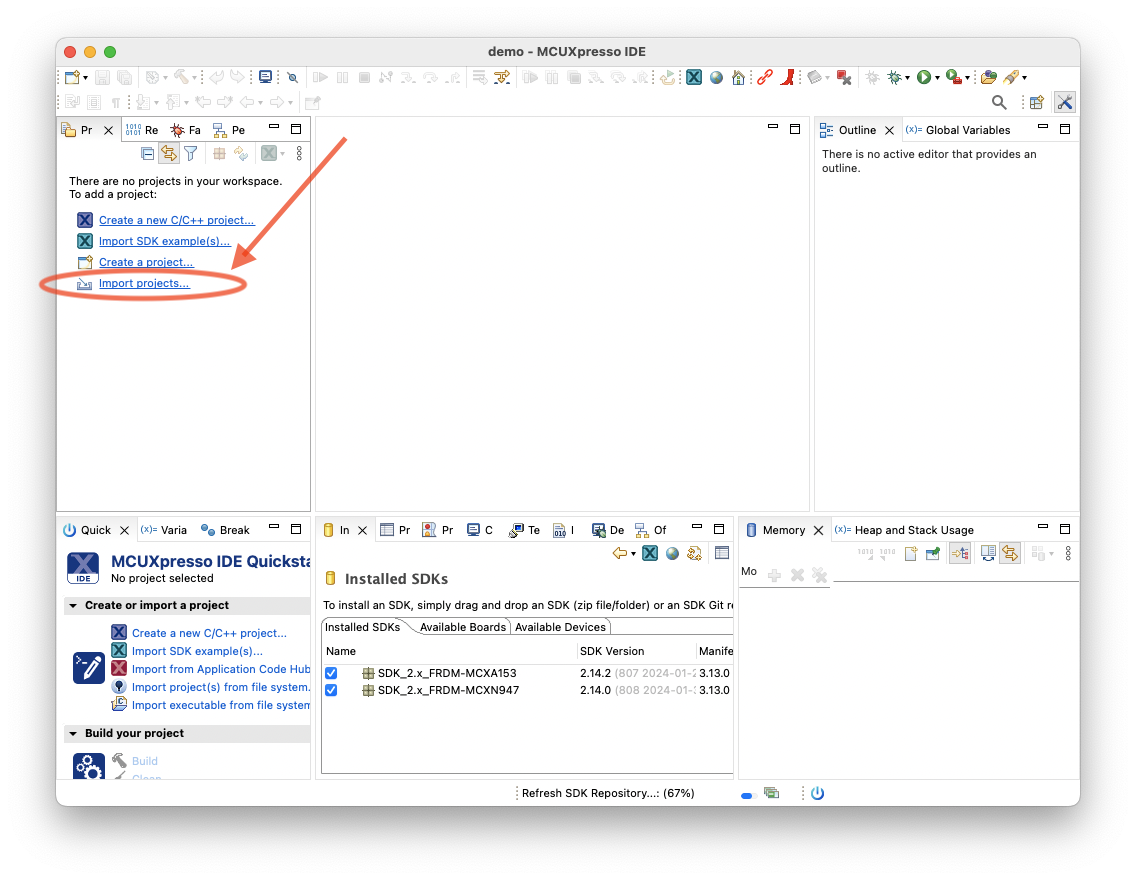 demo - MCUXpresso IDE
Pr
Re
Fa
Pe
Outline
(x)= Global Variables
There are no projects in your workspace.
To add a project:
Create a new C/C++ project...
Import SDK example(s)...
Create a project...
Import projects...
There is no active editor that provides an
outline.
Quick
(x)= Varia
Break
MCUXpresso IDE Quicksta
No project selected
IDE
Create or import a project
Create a new C/C++ project...
Import SDK example(s)...
Import from Application Code Hub
Import project(s) from file system.
Import executable from file system
Build your project
Build
Clean
In
Pr
Pr
C
Te
I
De
Of
Installed SDKs
To install an SDK, simply drag and drop an SDK (zip file/folder) or an SDK Git re
Installed SDKs
Available Boards
Available Devices
Name
SDK Version
Manife
SDK_2.x_FRDM-MCXA153
2.14.2 (807 2024-01-2
3.13.0
SDK_2.x_FRDM-MCXN947
2.14.0 (808 2024-01-
3.13.0
Memory
(x)= Heap and Stack Usage
1010
1010
Mo
Refresh SDK Repository...: (67%)